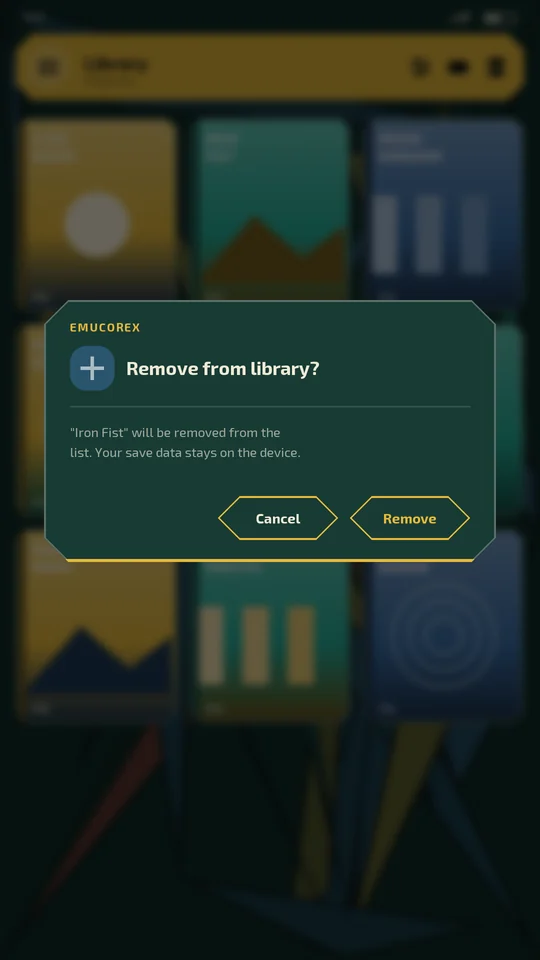 Library
EMUCOREX
Remove from library?
"Iron Fist" will be removed from the
list. Your save data stays on the device.
Cancel
Remove